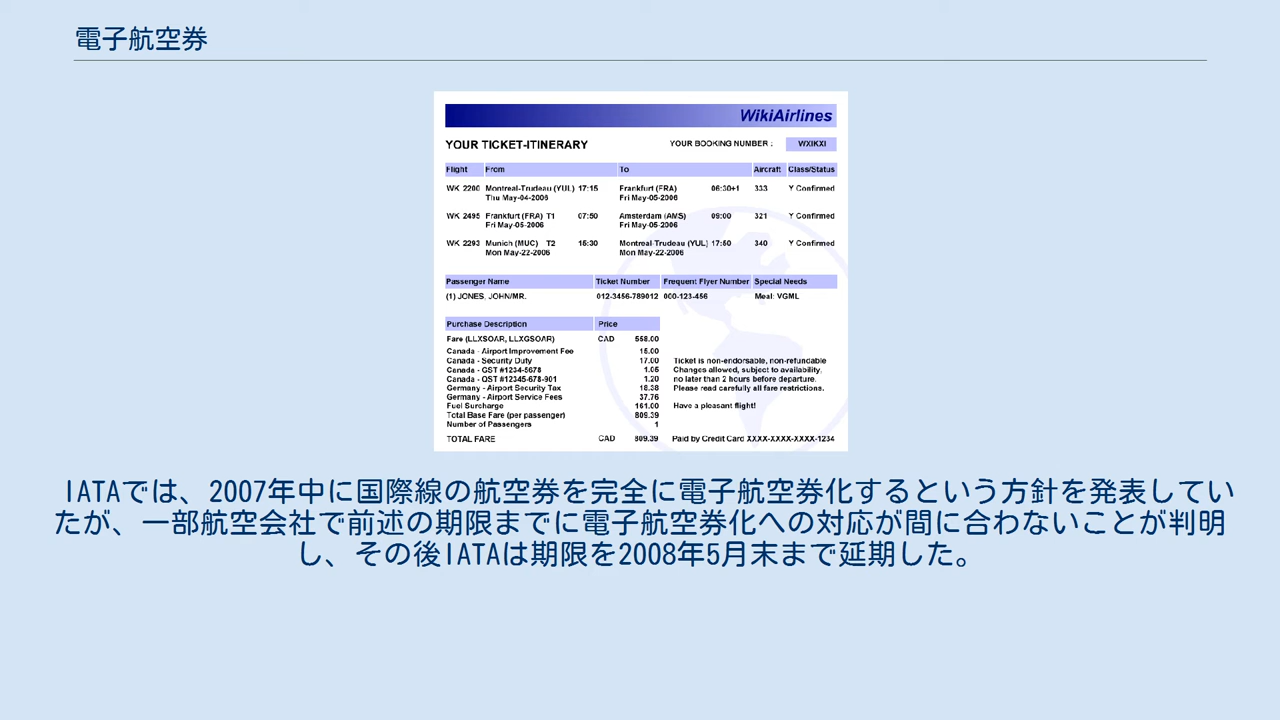 電子航空券
WikiAirlines
YOUR TICKET-ITINERARY YOUR BOOKING NUMBER : WXIKXI
Flight From To Aircraft Class/Status
WK 2200 Montreal-Trudeau (YUL) 17:15 Frankfurt (FRA) 06:30+1 333 Y Confirmed
Thu May-04-2006 Fri May-05-2006
WK 2495 Frankfurt (FRA) T1 07:50 Amsterdam (AMS) 09:00 321 Y Confirmed
Fri May-05-2006 Fri May-05-2006
WK 2293 Munich (MUC) T2 15:30 Montreal-Trudeau (YUL) 17:50 340 Y Confirmed
Mon May-22-2006 Mon May-22-2006
Passenger Name Ticket Number Frequent Flyer Number Special Needs
(1) JONES, JOHN/MR. 012-3456-789012 000-123-456 Meal: VGML
Purchase Description Price
Fare (LLXSOAR, LLXGSOAR) CAD 558.00
Canada - Airport Improvement Fee 15.00
Canada - Security Duty 17.00
Canada - GST #1234-5678 1.05
Canada - QST #12345-678-901 1.20
Germany - Airport Security Tax 18.38
Germany - Airport Service Fees 37.76
Fuel Surcharge 161.00
Total Base Fare (per passenger) 809.39
Number of Passengers 1
TOTAL FARE CAD 809.39
Ticket is non-endorsable, non-refundable
Changes allowed, subject to availability,
no later than 2 hours before departure.
Please read carefully all fare restrictions.
Have a pleasant flight!
Paid by Credit Card XXXX-XXXX-XXXX-1234
IATAでは、2007年中に国際線の航空券を完全に電子航空券化するという方針を発表してい
たが、一部航空会社で前述の期限までに電子航空券化への対応が間に合わないことが判明
し、その後IATAは期限を2008年5月末まで延期した。